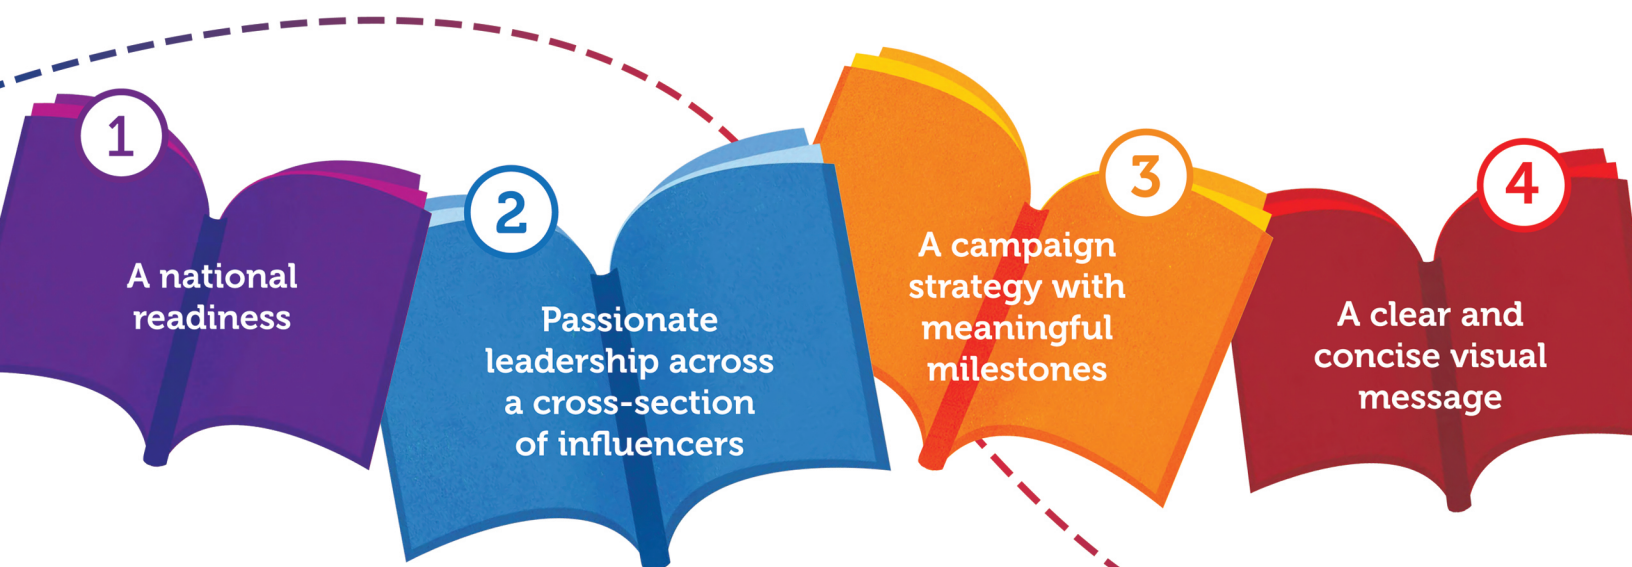 1
A national
readiness
2
Passionate
leadership across
a cross-section
of influencers
3
A campaign
strategy with
meaningful
milestones
4
A clear and
concise visual
message